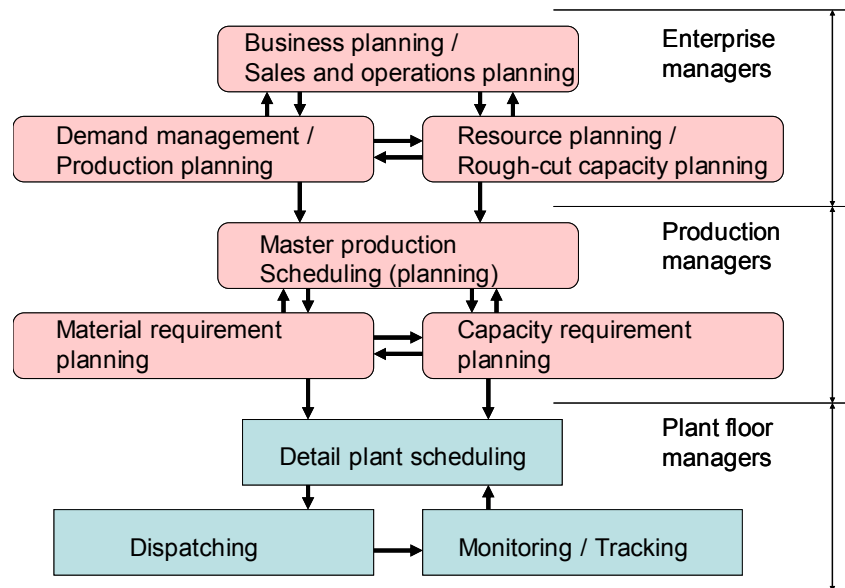 Business planning /
Sales and operations planning
Enterprise
managers
Demand management /
Production planning
Resource planning /
Rough-cut capacity planning
Master production
Scheduling (planning)
Production
managers
Material requirement
planning
Capacity requirement
planning
Detail plant scheduling
Plant floor
managers
Dispatching
Monitoring / Tracking